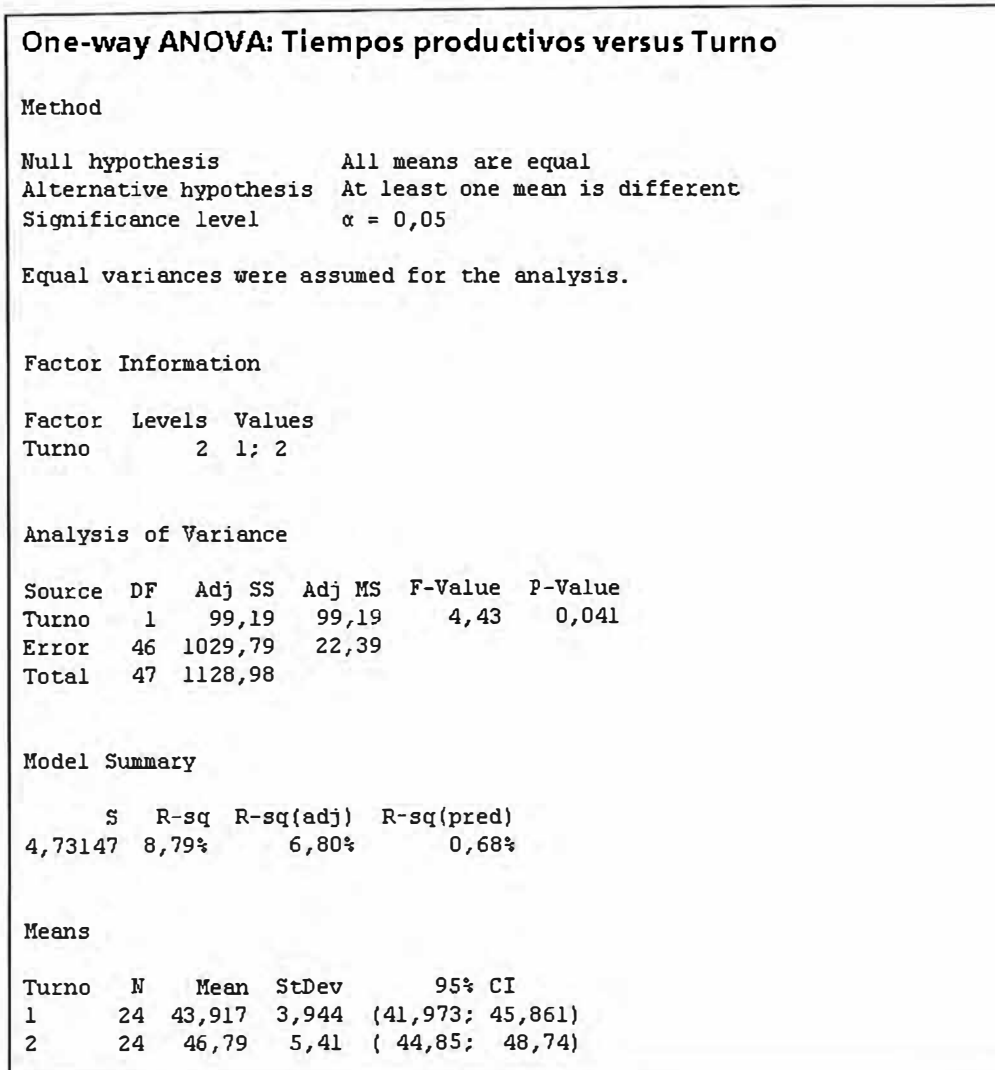 One-way ANOVA: Tiempos productivos versus Turno
Method
Null hypothesis All means are equal
Alternative hypothesis At least one mean is different
Significance level α = 0,05
Equal variances were assumed for the analysis.
Factor Information
Factor Levels Values
Turno 2 1; 2
Analysis of Variance
Source DF Adj SS Adj MS F-Value P-Value
Turno 1 99,19 99,19 4,43 0,041
Error 46 1029,79 22,39
Total 47 1128,98
Model Summary
S R-sq R-sq(adj) R-sq(pred)
4,73147 8,79% 6,80% 0,68%
Means
Turno N Mean StDev 95% CI
1 24 43,917 3,944 (41,973; 45,861)
2 24 46,79 5,41 ( 44,85; 48,74)